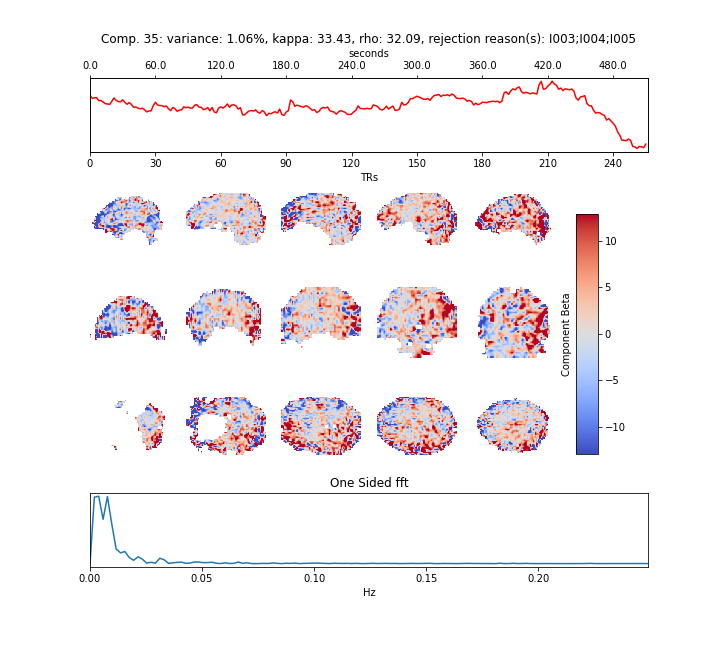 Comp. 35: variance: 1.06%, kappa: 33.43, rho: 32.09, rejection reason(s): I003;I004;I005
seconds
0.0 60.0 120.0 180.0 240.0 300.0 360.0 420.0 480.0
0 30 60 90 120 150 180 210 240
TRs
10
5
0
−5
−10
Component Beta
One Sided fft
0.00 0.05 0.10 0.15 0.20
Hz